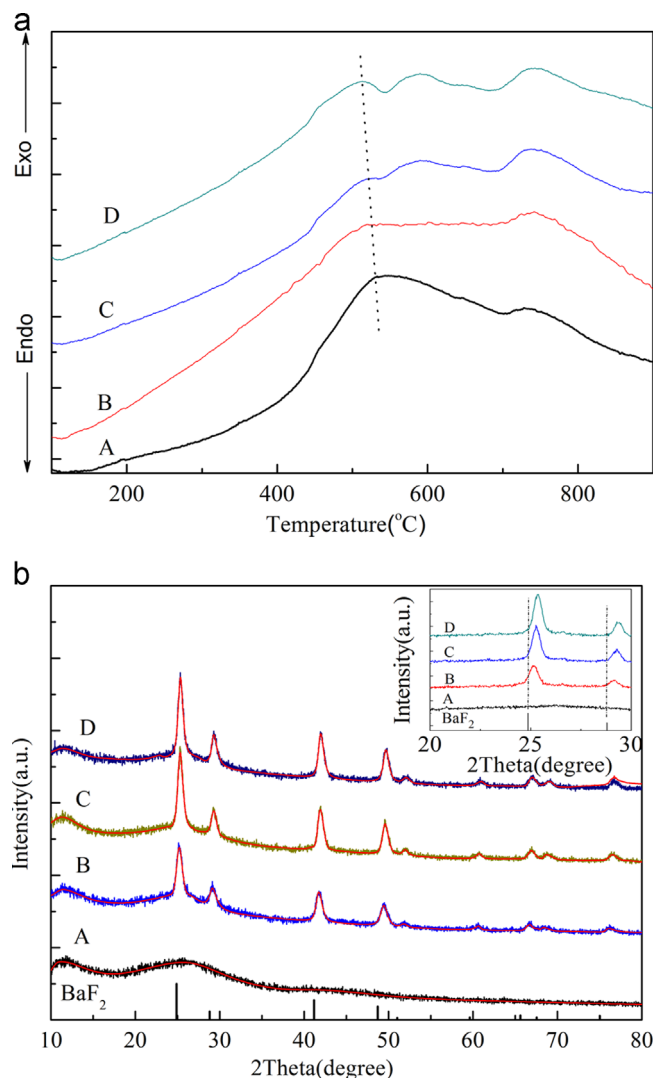 a
Exo
Endo
D
C
B
A
200 400 600 800
Temperature(°C)
b
Intensity(a.u.)
D
C
B
A
BaF2
10 20 30 40 50 60 70 80
2Theta(degree)
Intensity(a.u.)
D
C
B
A
BaF2
20 25 30
2Theta(degree)